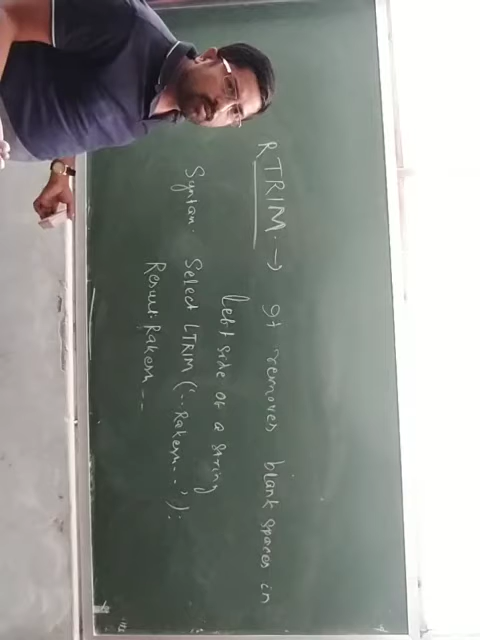 RTRIM. → It removes blank spaces in
Left side of a string
Syntax. Select LTRIM('--Rakesh--'):
Result: Rakesh--